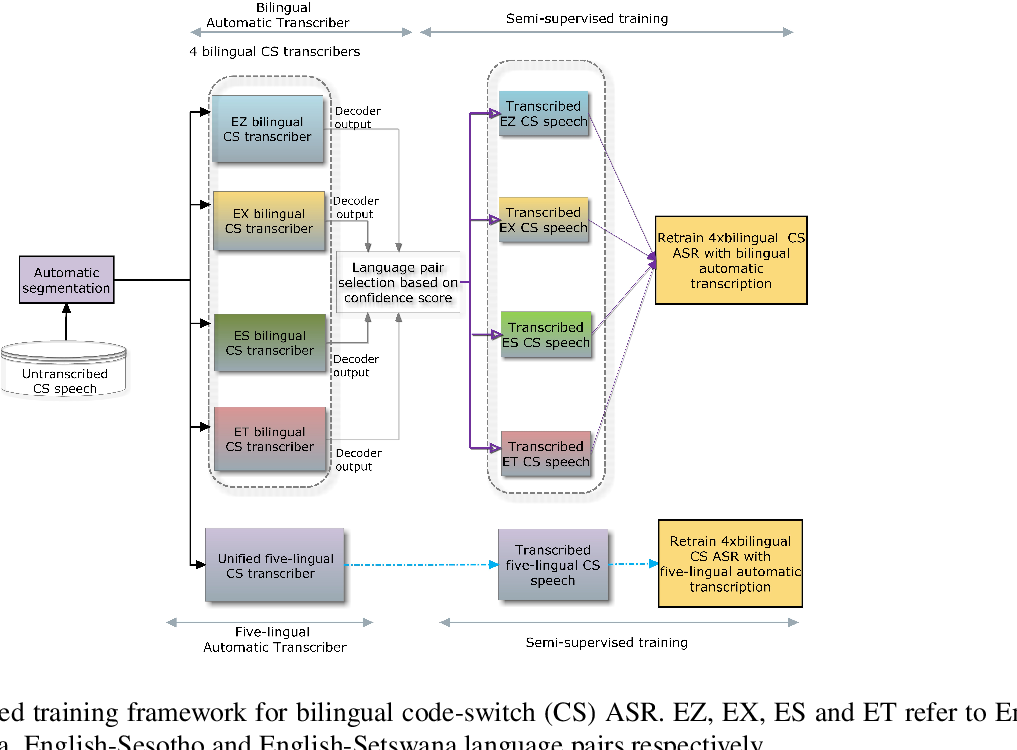 Bilingual
Automatic Transcriber
Semi-supervised training
4 bilingual CS transcribers
EZ bilingual
CS transcriber
Decoder
output
Transcribed
EZ CS speech
EX bilingual
CS transcriber
Decoder
output
Transcribed
EX CS speech
Automatic
segmentation
Language pair
selection based on
confidence score
Retrain 4xbilingual CS
ASR with bilingual
automatic
transcription
Untranscribed
CS speech
ES bilingual
CS transcriber
Decoder
output
Transcribed
ES CS speech
ET bilingual
CS transcriber
Decoder
output
Transcribed
ET CS speech
Unified five-lingual
CS transcriber
Transcribed
five-lingual CS
speech
Retrain 4xbilingual
CS ASR with
five-lingual automatic
transcription
Five-lingual
Automatic Transcriber
Semi-supervised training
ed training framework for bilingual code-switch (CS) ASR. EZ, EX, ES and ET refer to En
a, English-Sesotho and English-Setswana language pairs respectively